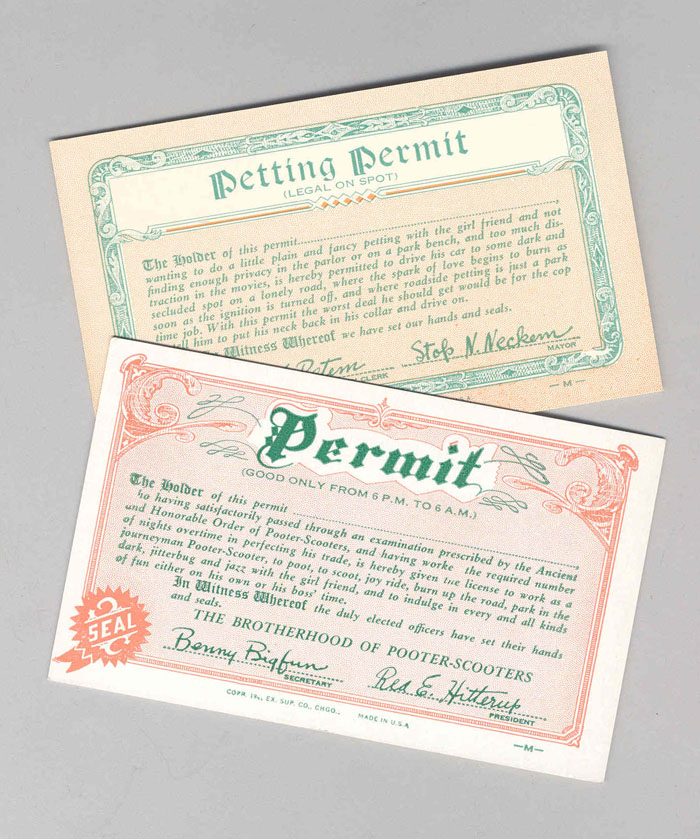 Petting Permit
(LEGAL ON SPOT)
The Holder of this permit..............................................................,
wanting to do a little plain and fancy petting with the girl friend and not
finding enough privacy in the parlor or on a park bench, and too much dis-
traction in the movies, is hereby permitted to drive his car to some dark and
secluded spot on a lonely road, where the spark of love begins to burn as
soon as the ignition is turned off, and where roadside petting is just a park
time job. With this permit the worst deal he should get would be for the cop
tell him to put his neck back in his collar and drive on.
In Witness Whereof we have set our hands and seals.
Stop N. Neckem
CLERK
MAYOR
—M—
Permit
(GOOD ONLY FROM 6 P.M. TO 6 A.M.)
The Holder of this permit ..............................................................,
ho having satisfactorily passed through an examination prescribed by the Ancient
and Honorable Order of Pooter-Scooters, and having worke the required number
of nights overtime in perfecting his trade, is hereby given the license to work as a
journeyman Pooter-Scooter, to poot, to scoot, joy ride, burn up the road, park in the
dark, jitterbug and jazz with the girl friend, and to indulge in every and all kinds
of fun either on his own or his boss' time.
In Witness Whereof the duly elected officers have set their hands
and seals.
THE BROTHERHOOD OF POOTER-SCOOTERS
SEAL
Benny Bigfun
SECRETARY
E. Hitterup
PRESIDENT
COPR. EX. SUP. CO., CHGO., MADE IN U.S.A.
—M—